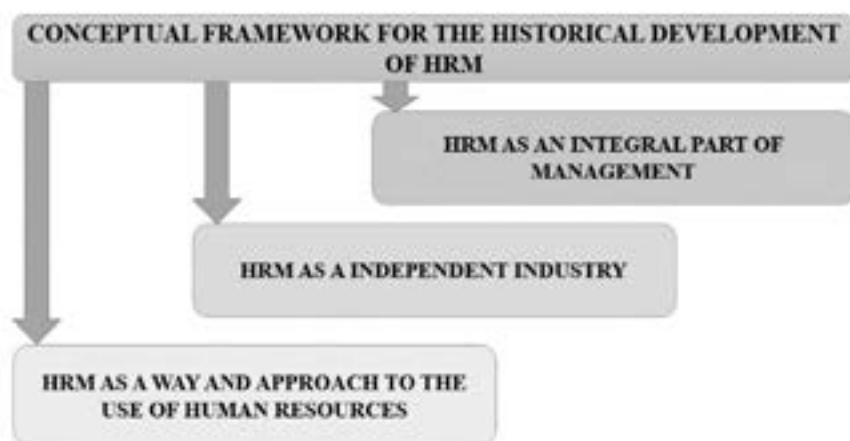 CONCEPTUAL FRAMEWORK FOR THE HISTORICAL DEVELOPMENT
OF HRM
HRM AS AN INTEGRAL PART OF
MANAGEMENT
HRM AS A INDEPENDENT INDUSTRY
HRM AS A WAY AND APPROACH TO THE
USE OF HUMAN RESOURCES